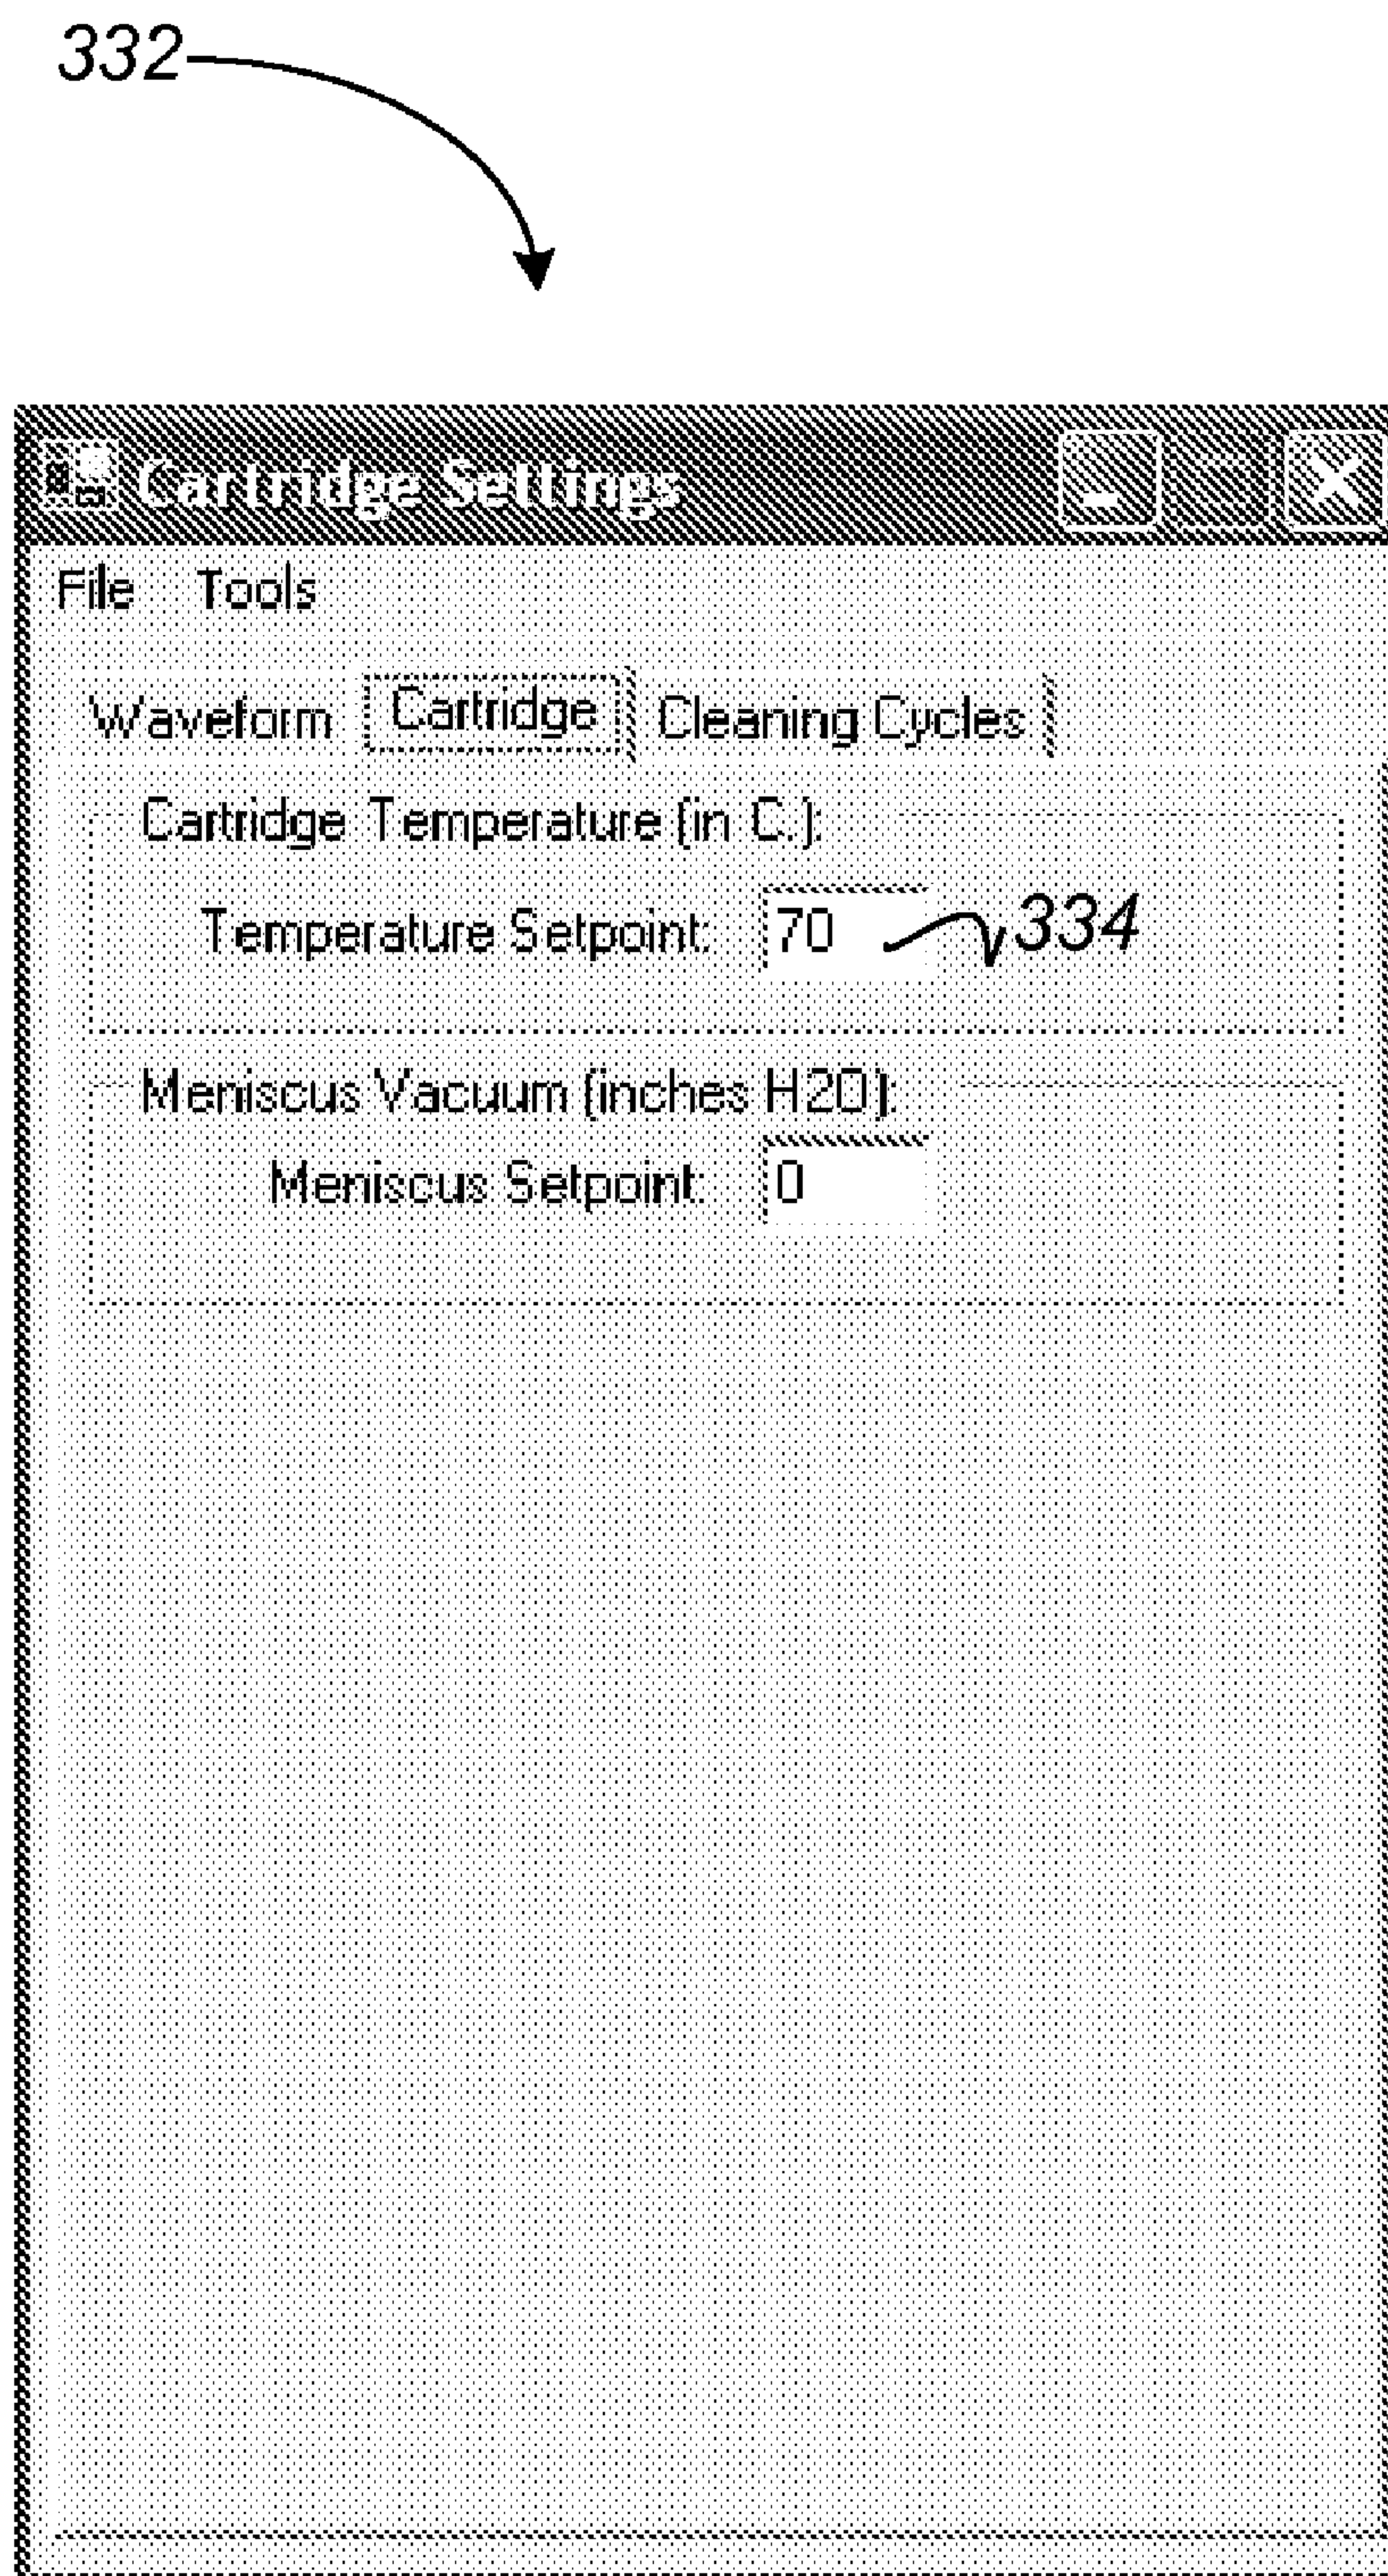 332
Cartridge Settings
File Tools
Waveform Cartridge Cleaning Cycles
Cartridge Temperature (in C.):
Temperature Setpoint: 70 334
Meniscus Vacuum (inches H2O):
Meniscus Setpoint: 0